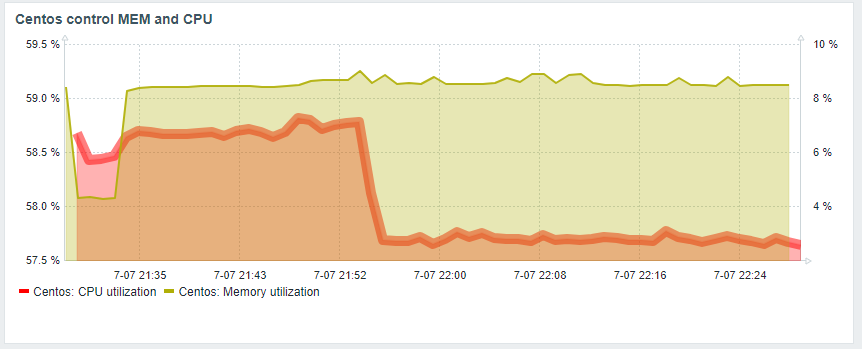 Centos control MEM and CPU
59.5 % 10 %
59.0 % 8 %
58.5 % 6 %
58.0 % 4 %
57.5 %
7-07 21:35 7-07 21:43 7-07 21:52 7-07 22:00 7-07 22:08 7-07 22:16 7-07 22:24
Centos: CPU utilization Centos: Memory utilization